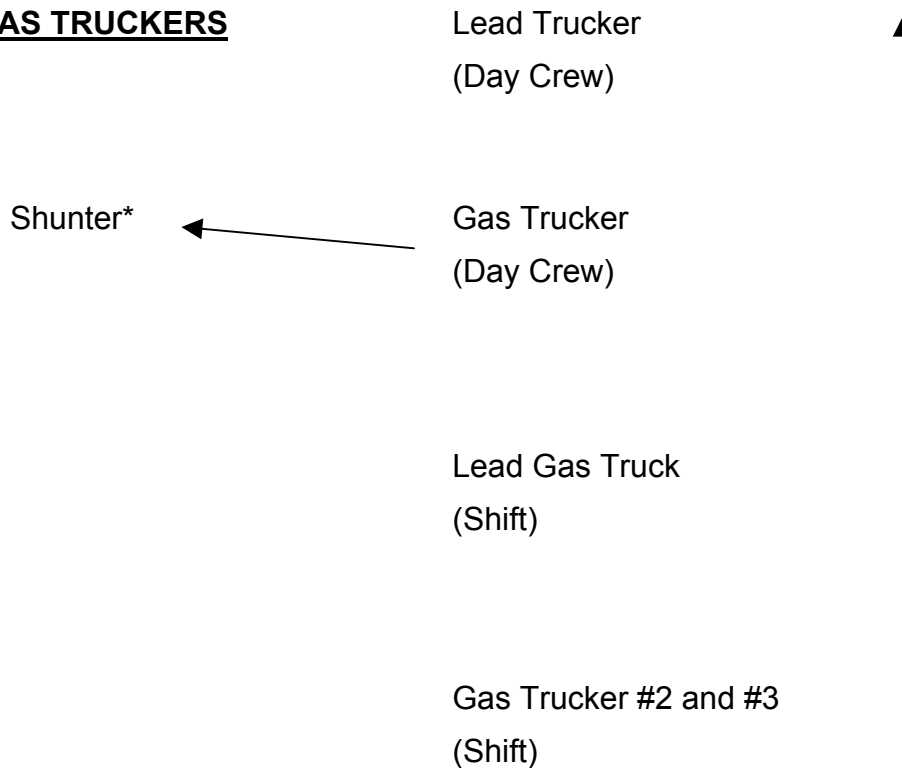 AS TRUCKERS
Lead Trucker
(Day Crew)
Shunter*
Gas Trucker
(Day Crew)
Lead Gas Truck
(Shift)
Gas Trucker #2 and #3
(Shift)